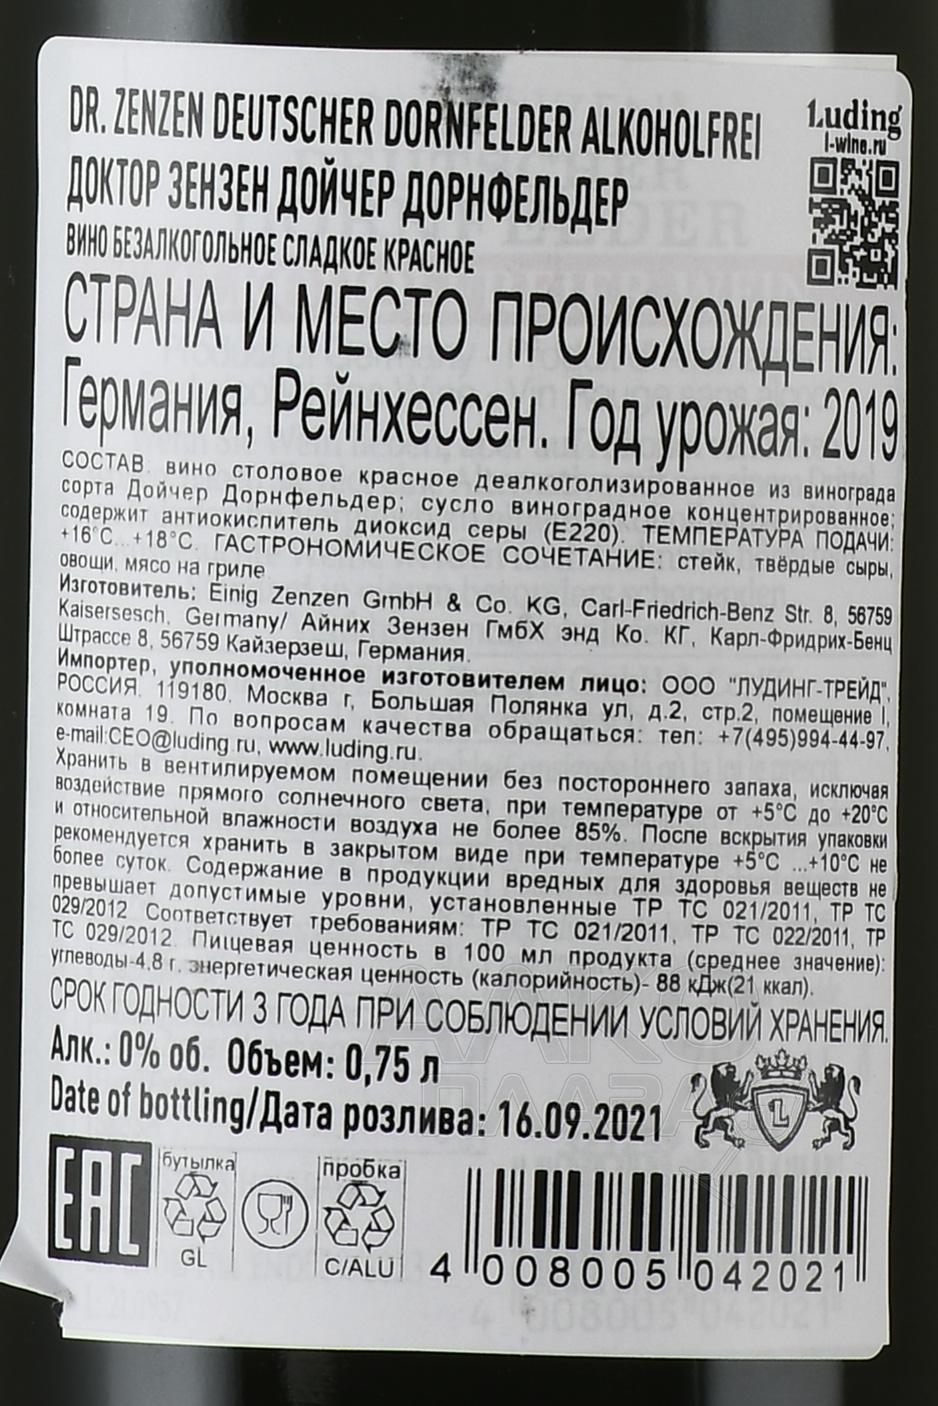 DR. ZENZEN DEUTSCHER DORNFELDER ALKOHOLFREI
Luding
l-wine.ru
ДОКТОР ЗЕНЗЕН ДОЙЧЕР ДОРНФЕЛЬДЕР
ВИНО БЕЗАЛКОГОЛЬНОЕ СЛАДКОЕ КРАСНОЕ
СТРАНА И МЕСТО ПРОИСХОЖДЕНИЯ:
Германия, Рейнхессен. Год урожая: 2019
СОСТАВ: вино столовое красное деалкоголизированное из винограда
сорта Дойчер Дорнфельдер; сусло виноградное концентрированное;
содержит антиокислитель диоксид серы (Е220). ТЕМПЕРАТУРА ПОДАЧИ:
+16°С...+18°С. ГАСТРОНОМИЧЕСКОЕ СОЧЕТАНИЕ: стейк, твёрдые сыры,
овощи, мясо на гриле.
Изготовитель: Einig Zenzen GmbH & Co. KG, Carl-Friedrich-Benz Str. 8, 56759
Kaisersesch, Germany/ Айних Зензен ГмбХ энд Ко. КГ, Карл-Фридрих-Бенц
Штрассе 8, 56759 Кайзерзеш, Германия.
Импортер, уполномоченное изготовителем лицо: ООО "ЛУДИНГ-ТРЕЙД",
РОССИЯ, 119180, Москва г, Большая Полянка ул, д.2, стр.2, помещение I,
комната 19. По вопросам качества обращаться: тел: +7(495)994-44-97,
e-mail:CEO@luding.ru, www.luding.ru.
Хранить в вентилируемом помещении без постороннего запаха, исключая
воздействие прямого солнечного света, при температуре от +5°С до +20°С
и относительной влажности воздуха не более 85%. После вскрытия упаковки
рекомендуется хранить в закрытом виде при температуре +5°С ...+10°С не
более суток. Содержание в продукции вредных для здоровья веществ не
превышает допустимые уровни, установленные ТР ТС 021/2011, ТР ТС
029/2012. Соответствует требованиям: ТР ТС 021/2011, ТР ТС 022/2011, ТР
ТС 029/2012. Пищевая ценность в 100 мл продукта (среднее значение):
углеводы-4,8 г, энергетическая ценность (калорийность)- 88 кДж(21 ккал).
СРОК ГОДНОСТИ 3 ГОДА ПРИ СОБЛЮДЕНИИ УСЛОВИЙ ХРАНЕНИЯ.
Алк.: 0% об. Объем: 0,75 л
Date of bottling/Дата розлива: 16.09.2021
EAC
бутылка
GL
пробка
C/ALU
4 008005 042021